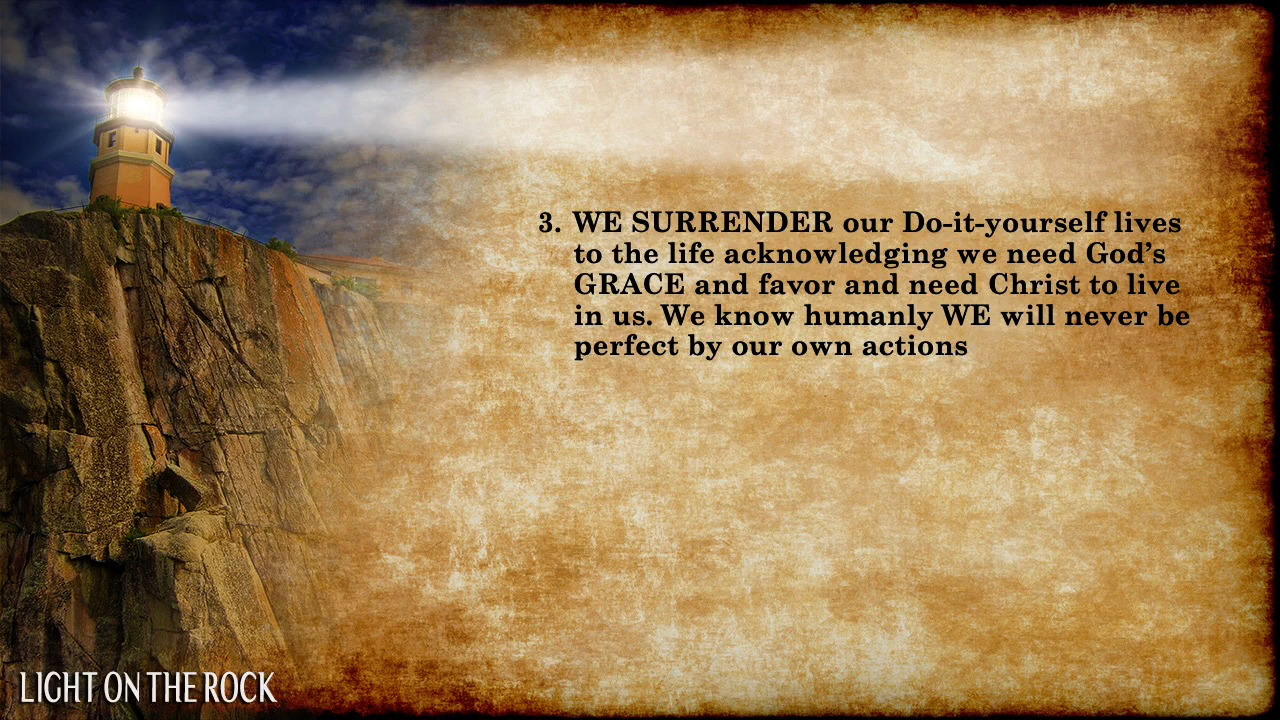 3. WE SURRENDER our Do-it-yourself lives
to the life acknowledging we need God’s
GRACE and favor and need Christ to live
in us. We know humanly WE will never be
perfect by our own actions
LIGHT ON THE ROCK